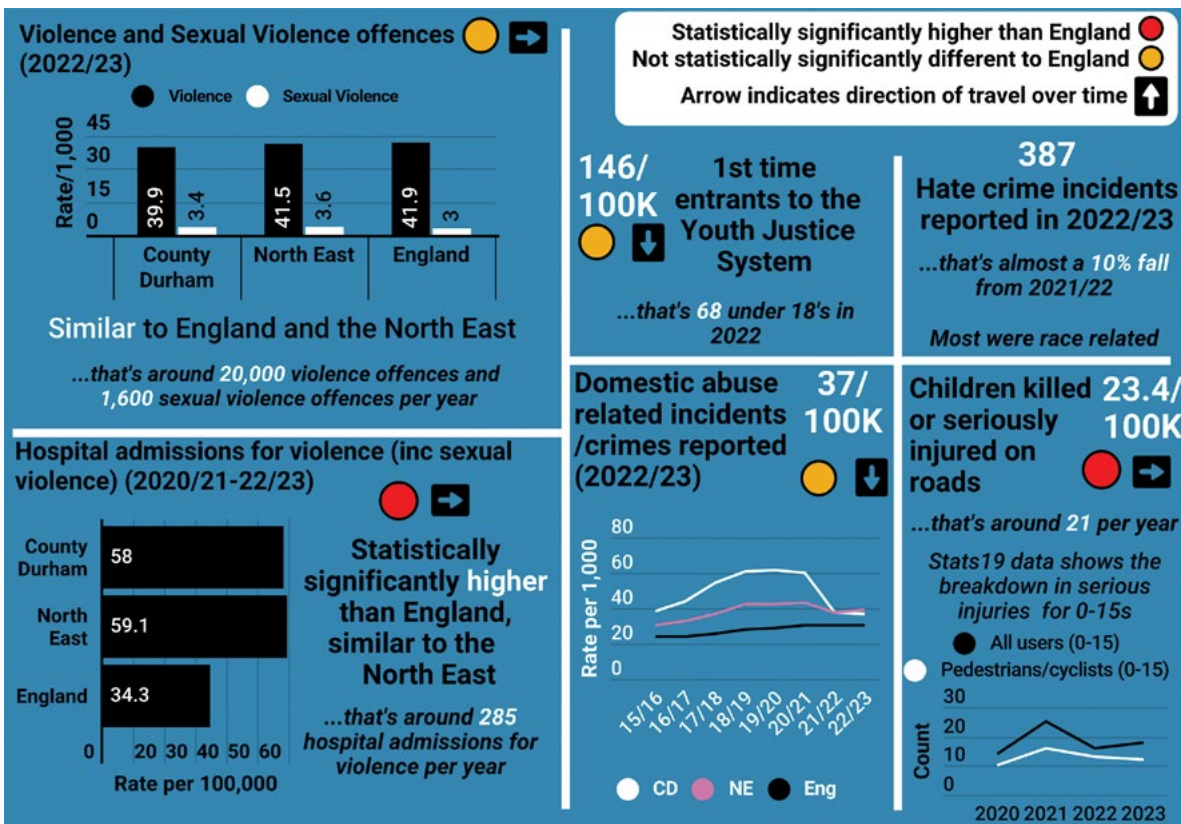 Violence and Sexual Violence offences
(2022/23)
Violence
Sexual Violence
Rate/1,000
45
30
15
0
39.9
3.4
41.5
3.6
41.9
3
County
Durham
North East
England
Similar to England and the North East
...that's around 20,000 violence offences and
1,600 sexual violence offences per year
Statistically significantly higher than England
Not statistically significantly different to England
Arrow indicates direction of travel over time
146/
100K
1st time
entrants to the
Youth Justice
System
...that's 68 under 18's in
2022
387
Hate crime incidents
reported in 2022/23
...that's almost a 10% fall
from 2021/22
Most were race related
Hospital admissions for violence (inc sexual
violence) (2020/21-22/23)
County
Durham
58
North
East
59.1
England
34.3
0 20 30 40 50 60
Rate per 100,000
Statistically
significantly higher
than England,
similar to the
North East
...that's around 285
hospital admissions for
violence per year
Domestic abuse
related incidents
/crimes reported
(2022/23)
37/
100K
Rate per 1,000
80
60
40
20
0
15/16
16/17
17/18
18/19
19/20
20/21
21/22
22/23
CD
NE
Eng
Children killed
or seriously
injured on
roads
23.4/
100K
...that's around 21 per year
Stats19 data shows the
breakdown in serious
injuries for 0-15s
All users (0-15)
Pedestrians/cyclists (0-15)
Count
30
20
10
0
2020 2021 2022 2023